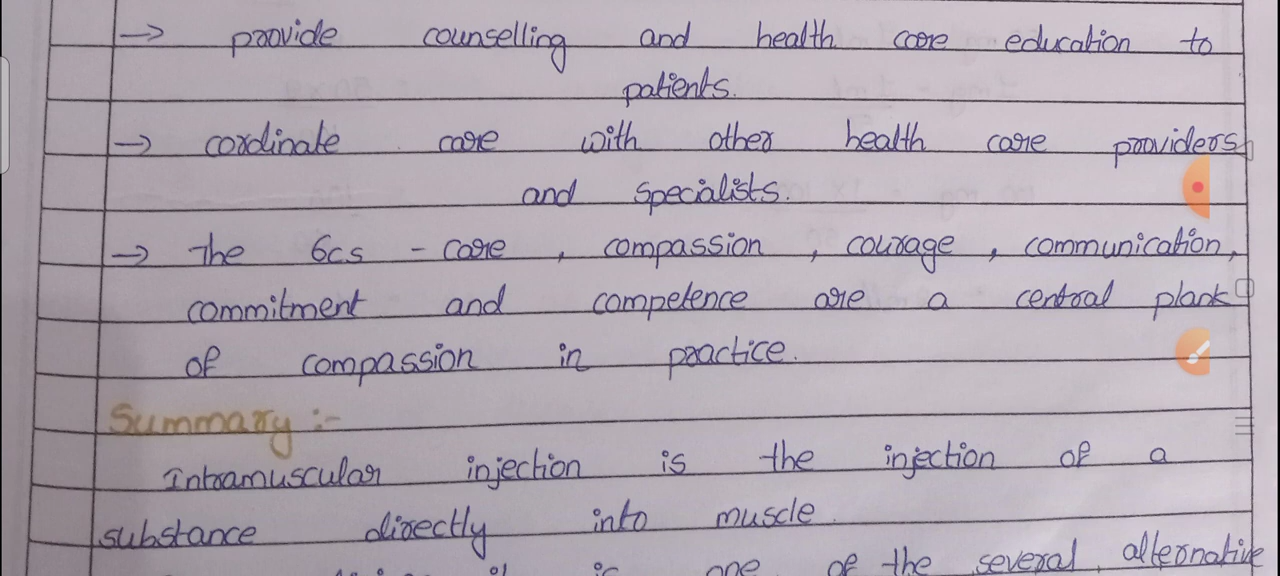 → provide counselling and health care education to
patients.
→ cordinate care with other health care providers
and specialists.
→ the 6cs - care, compassion, courage, communication,
commitment and competence are a central plank
of compassion in practice.
Summary :-
Intramuscular injection is the injection of a
substance directly into muscle.
is one of the several alternative